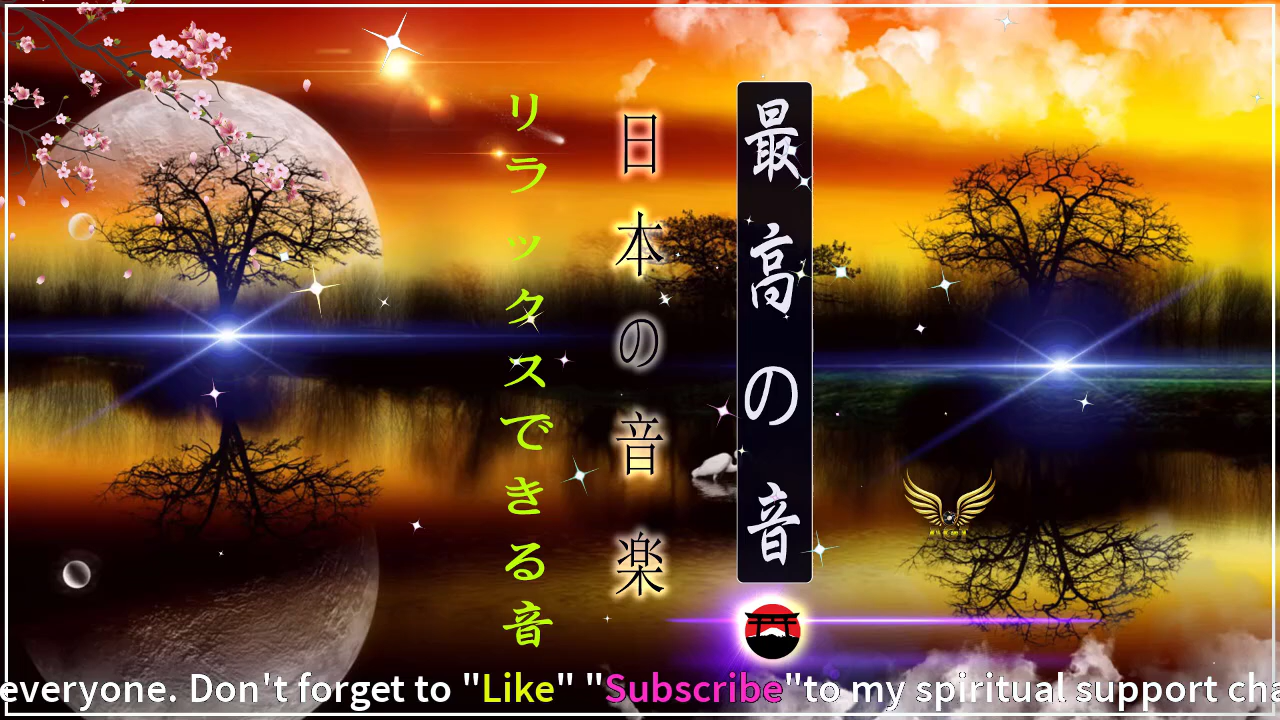 最高の音
日本の音楽
リラックスできる音
everyone. Don't forget to "Like" "Subscribe"to my spiritual support cha